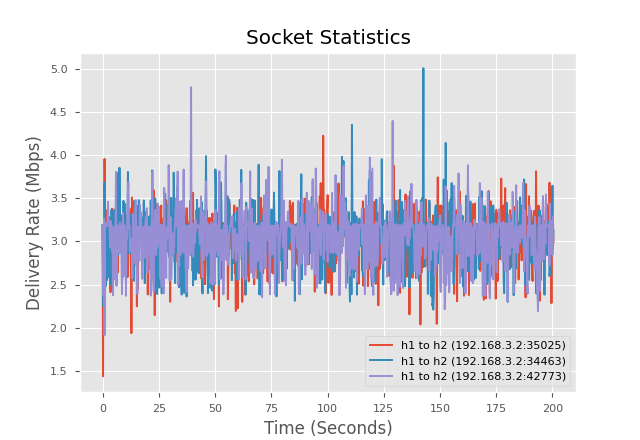 Socket Statistics
Delivery Rate (Mbps)
5.0
4.5
4.0
3.5
3.0
2.5
2.0
1.5
h1 to h2 (192.168.3.2:35025)
h1 to h2 (192.168.3.2:34463)
h1 to h2 (192.168.3.2:42773)
0 25 50 75 100 125 150 175 200
Time (Seconds)